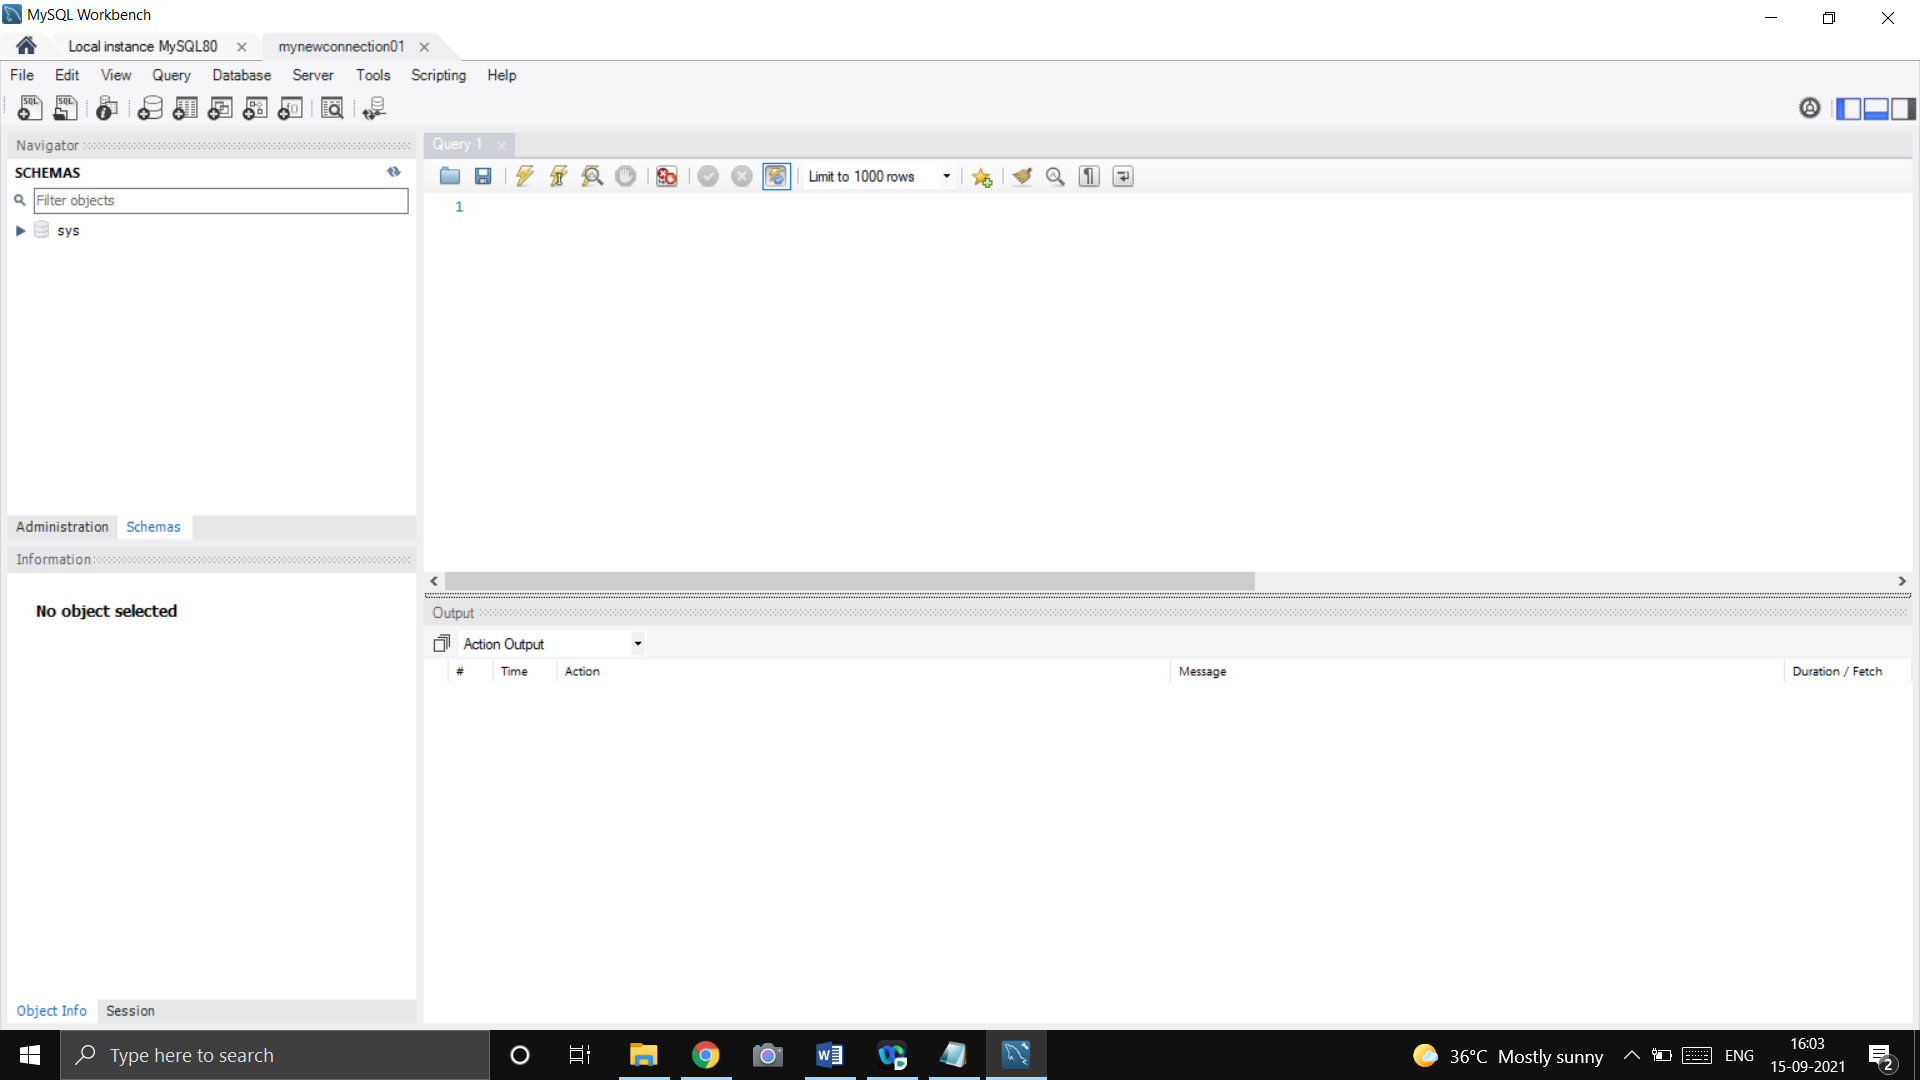 MySQL Workbench
Local instance MySQL80
mynewconnection01
File Edit View Query Database Server Tools Scripting Help
Navigator
SCHEMAS
Filter objects
sys
Administration Schemas
Information
No object selected
Object Info Session
Query 1
Limit to 1000 rows
1
Output
Action Output
# Time Action Message Duration / Fetch
Type here to search
36°C Mostly sunny
ENG
16:03
15-09-2021
2